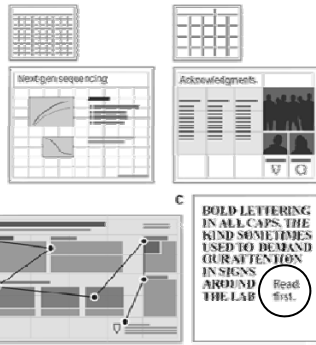 Next-gen sequencing
Acknowledgments
C
BOLD LETTERING
IN ALL CAPS. THE
KIND SOMETIMES
USED TO DEMAND
OUR ATTENTION
IN SIGNS
AROUND
THE LAB
Read
first.